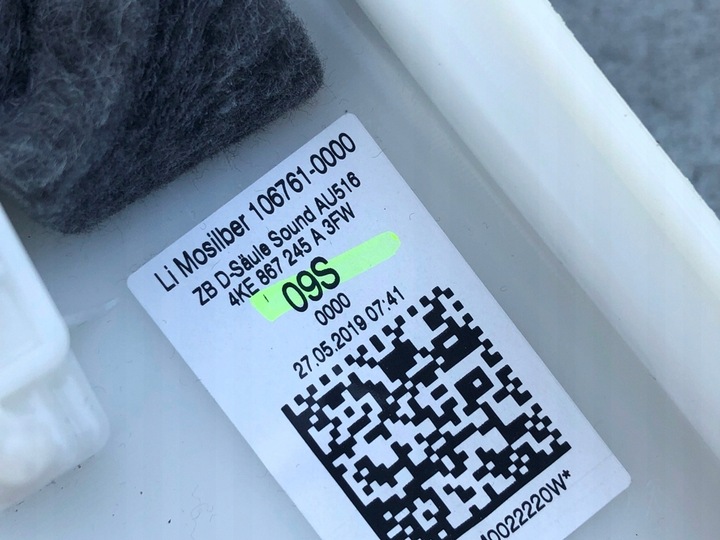 Li Mosilber 106761-0000
ZB D-Säule Sound AU516
4KE 867 245 A 3FW
09S
0000
27.05.2019 07:41
0022220W*